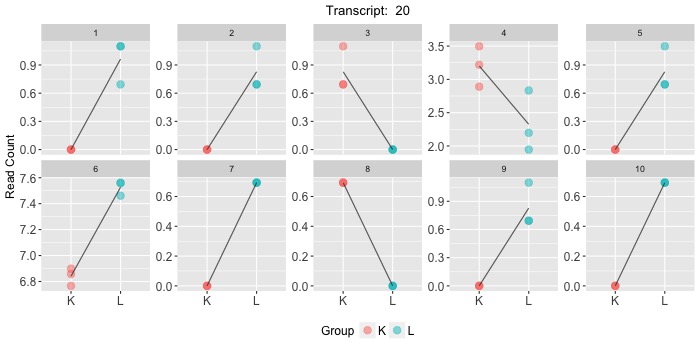 Transcript: 20
1 2 3 4 5
0.9 0.6 0.3 0.0
0.9 0.6 0.3 0.0
0.9 0.6 0.3 0.0
3.5 3.0 2.5 2.0
0.9 0.6 0.3 0.0
Read Count
6 7 8 9 10
7.6 7.4 7.2 7.0 6.8
0.6 0.4 0.2 0.0
0.6 0.4 0.2 0.0
0.9 0.6 0.3 0.0
0.6 0.4 0.2 0.0
K L K L K L K L K L
Group K L